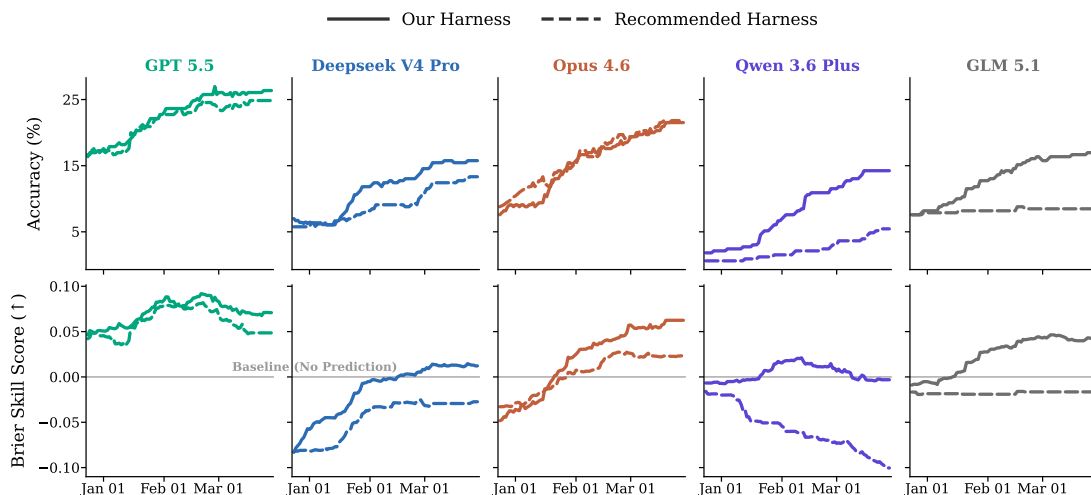 Our Harness Recommended Harness
GPT 5.5 Deepseek V4 Pro Opus 4.6 Qwen 3.6 Plus GLM 5.1
Accuracy (%)
25
15
5
Brier Skill Score (↑)
0.10
0.05
0.00
−0.05
−0.10
Baseline (No Prediction)
Jan 01 Feb 01 Mar 01 Jan 01 Feb 01 Mar 01 Jan 01 Feb 01 Mar 01 Jan 01 Feb 01 Mar 01 Jan 01 Feb 01 Mar 01